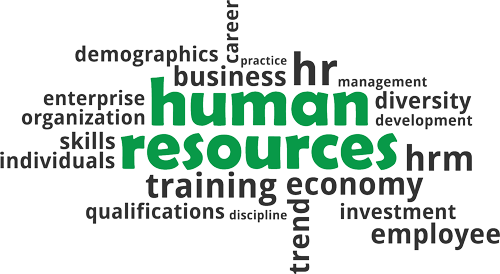 career
demographics
practice
business
hr
management
enterprise
human
diversity
organization
development
skills
resources
individuals
hrm
training
economy
qualifications
discipline
trend
investment
employee